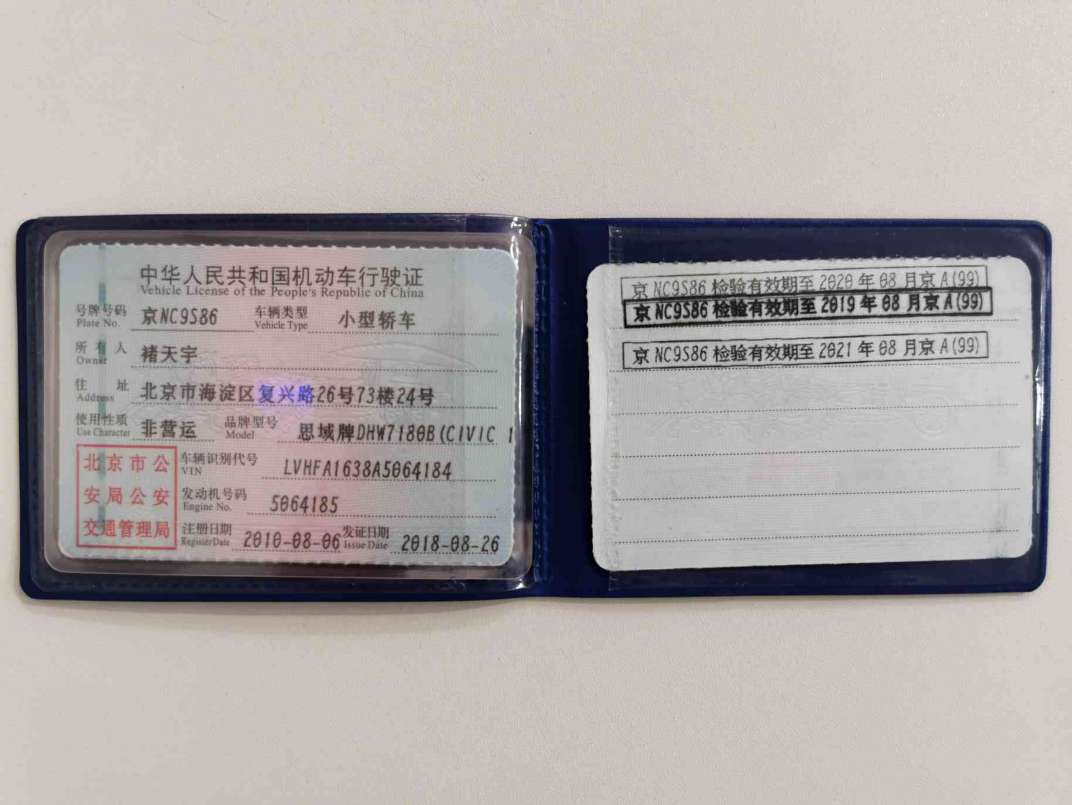 中华人民共和国机动车行驶证
Vehicle License of the People's Republic of China
号牌号码 京NC9S86 车辆类型 小型轿车
Plate No. Vehicle Type
所有人 褚天宇
Owner
住址 北京市海淀区复兴路26号73楼24号
Address
使用性质 非营运 品牌型号 思域牌DHW7180B(CIVIC 1
Use Character Model
北京市公
安局公安
交通管理局
车辆识别代号 LVHFA1638A5064184
VIN
发动机号码 5064185
Engine No.
注册日期 2010-08-06 发证日期 2018-08-26
Register Date Issue Date
京NC9S86 检验有效期至 2020 年 08 月京 A(99)
京NC9S86 检验有效期至 2019 年 08 月京 A(99)
京NC9S86 检验有效期至 2021 年 08 月京 A(99)